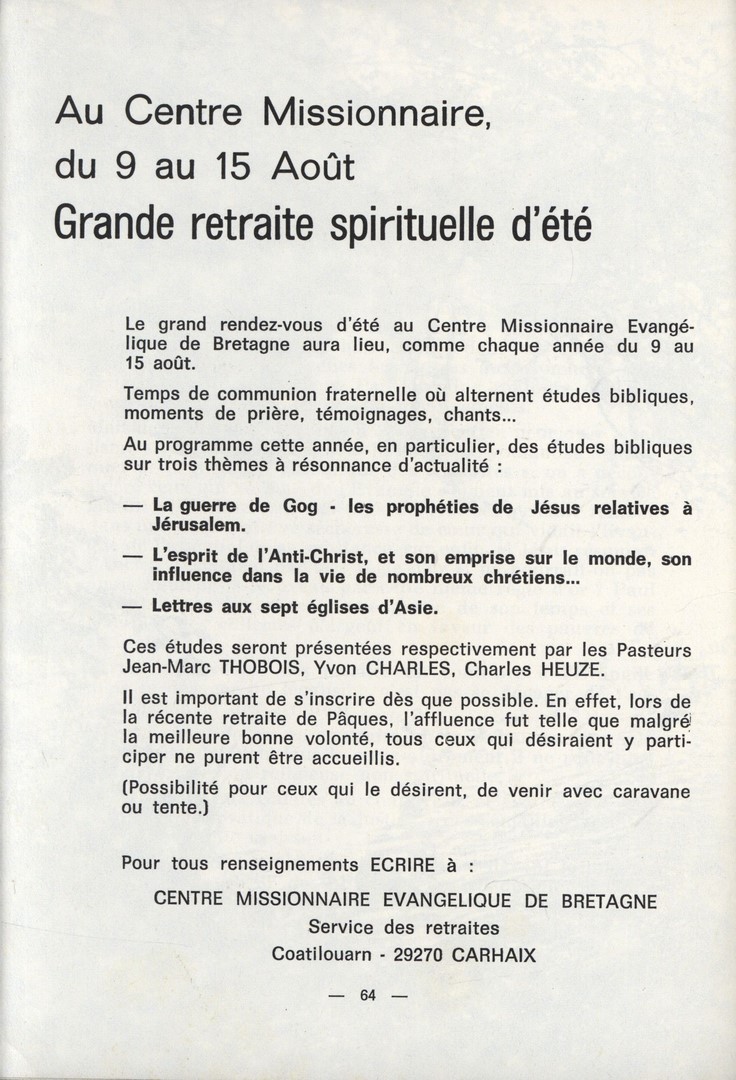 Au Centre Missionnaire,
du 9 au 15 Août
Grande retraite spirituelle d'été
Le grand rendez-vous d'été au Centre Missionnaire Evangé-
lique de Bretagne aura lieu, comme chaque année du 9 au
15 août.
Temps de communion fraternelle où alternent études bibliques,
moments de prière, témoignages, chants...
Au programme cette année, en particulier, des études bibliques
sur trois thèmes à résonnance d'actualité :
— La guerre de Gog - les prophéties de Jésus relatives à
Jérusalem.
— L'esprit de l'Anti-Christ, et son emprise sur le monde, son
influence dans la vie de nombreux chrétiens...
— Lettres aux sept églises d'Asie.
Ces études seront présentées respectivement par les Pasteurs
Jean-Marc THOBOIS, Yvon CHARLES, Charles HEUZE.
Il est important de s'inscrire dès que possible. En effet, lors de
la récente retraite de Pâques, l'affluence fut telle que malgré
la meilleure bonne volonté, tous ceux qui désiraient y parti-
ciper ne purent être accueillis.
(Possibilité pour ceux qui le désirent, de venir avec caravane
ou tente.)
Pour tous renseignements ECRIRE à :
CENTRE MISSIONNAIRE EVANGELIQUE DE BRETAGNE
Service des retraites
Coatilouarn - 29270 CARHAIX
— 64 —